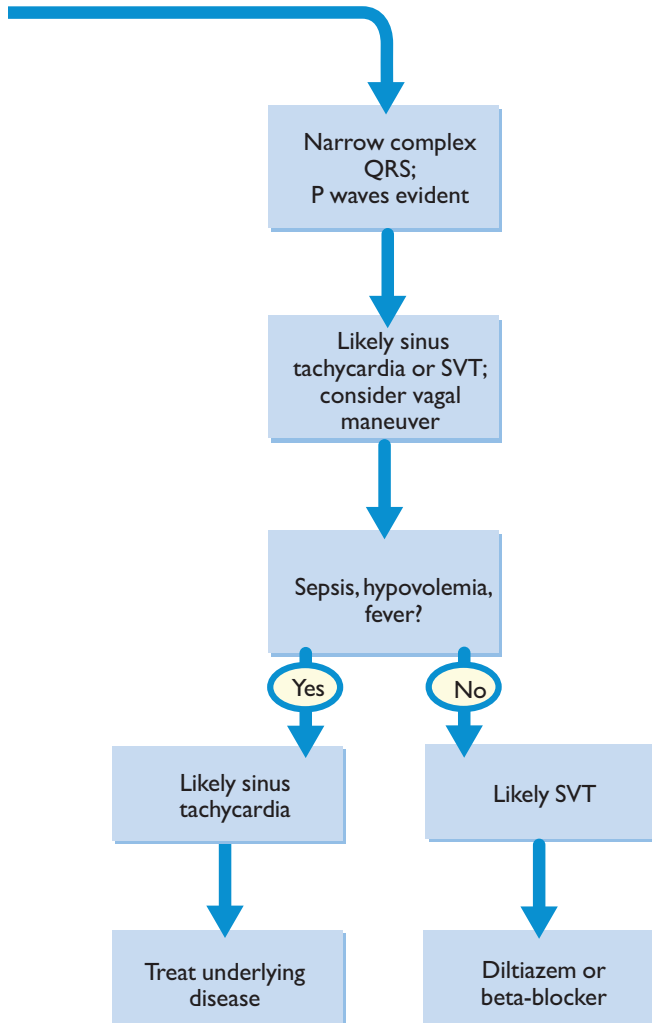 Narrow complex
QRS;
P waves evident
Likely sinus
tachycardia or SVT;
consider vagal
maneuver
Sepsis, hypovolemia,
fever?
Yes
No
Likely sinus
tachycardia
Likely SVT
Treat underlying
disease
Diltiazem or
beta-blocker